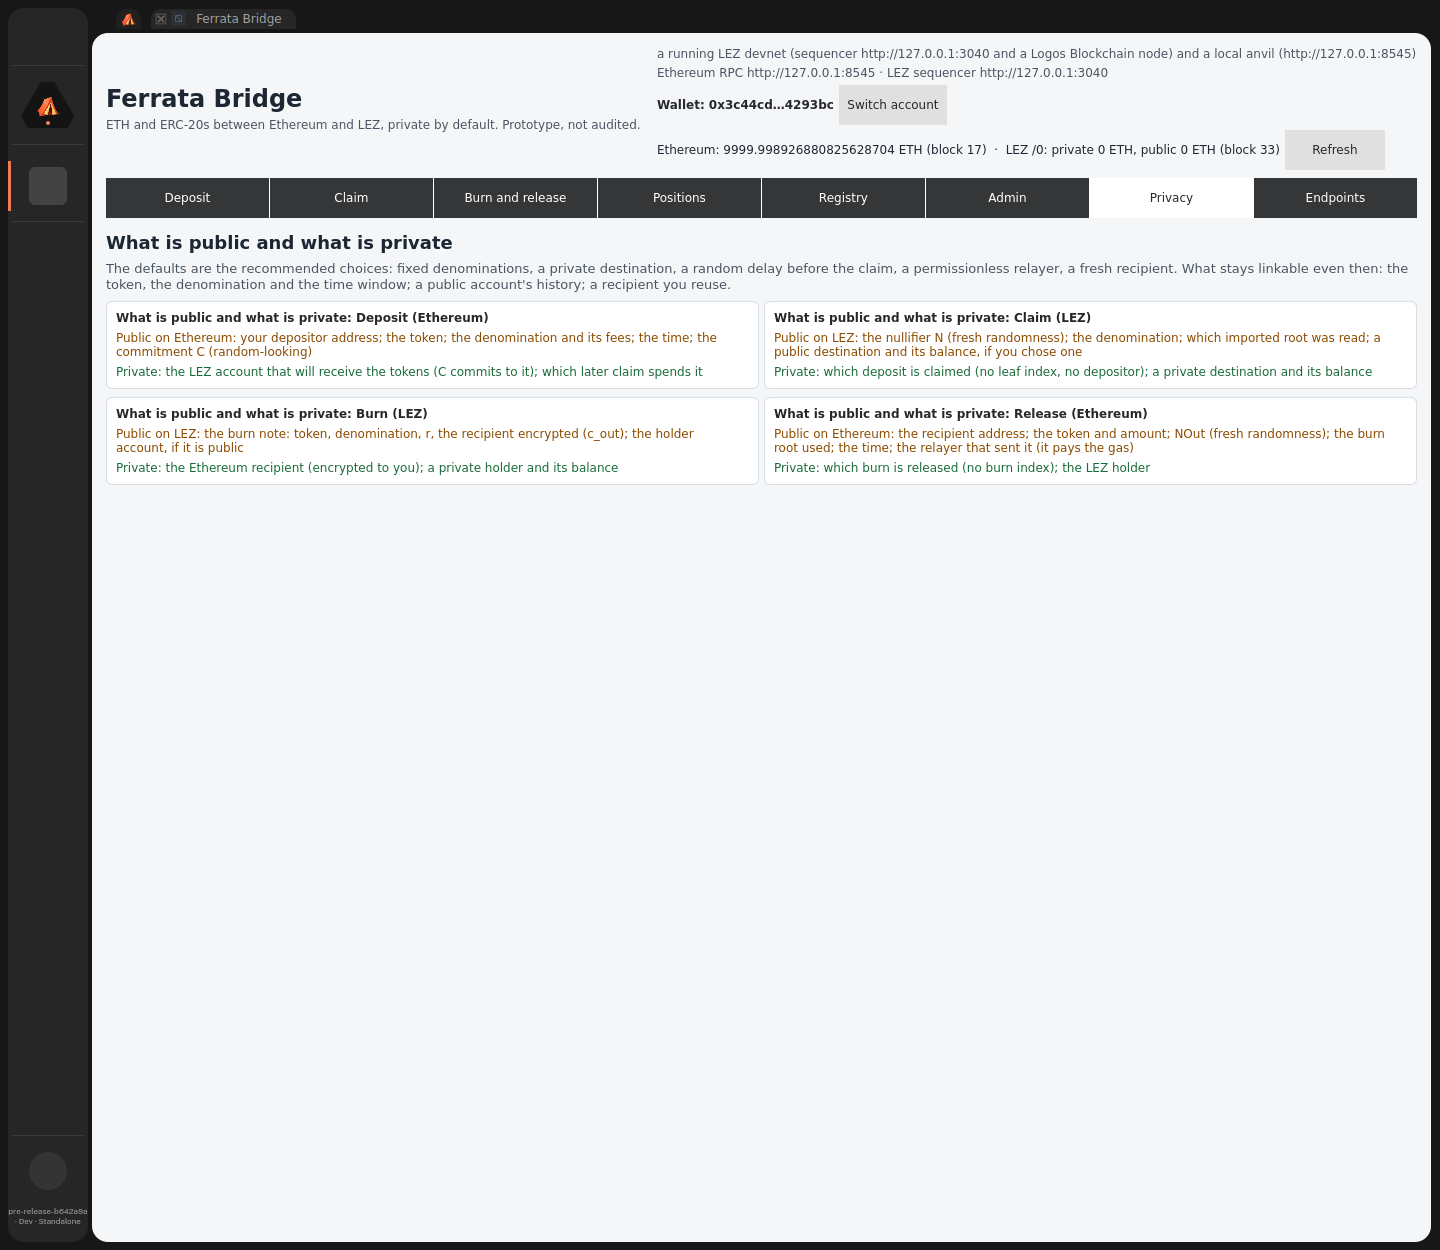 Ferrata Bridge
a running LEZ devnet (sequencer http://127.0.0.1:3040 and a Logos Blockchain node) and a local anvil (http://127.0.0.1:8545)
Ethereum RPC http://127.0.0.1:8545 · LEZ sequencer http://127.0.0.1:3040
Ferrata Bridge
ETH and ERC-20s between Ethereum and LEZ, private by default. Prototype, not audited.
Wallet: 0x3c44cd…4293bc Switch account
Ethereum: 9999.998926880825628704 ETH (block 17) · LEZ /0: private 0 ETH, public 0 ETH (block 33) Refresh
Deposit Claim Burn and release Positions Registry Admin Privacy Endpoints
What is public and what is private
The defaults are the recommended choices: fixed denominations, a private destination, a random delay before the claim, a permissionless relayer, a fresh recipient. What stays linkable even then: the
token, the denomination and the time window; a public account's history; a recipient you reuse.
What is public and what is private: Deposit (Ethereum)
Public on Ethereum: your depositor address; the token; the denomination and its fees; the time; the
commitment C (random-looking)
Private: the LEZ account that will receive the tokens (C commits to it); which later claim spends it
What is public and what is private: Claim (LEZ)
Public on LEZ: the nullifier N (fresh randomness); the denomination; which imported root was read; a
public destination and its balance, if you chose one
Private: which deposit is claimed (no leaf index, no depositor); a private destination and its balance
What is public and what is private: Burn (LEZ)
Public on LEZ: the burn note: token, denomination, r, the recipient encrypted (c_out); the holder
account, if it is public
Private: the Ethereum recipient (encrypted to you); a private holder and its balance
What is public and what is private: Release (Ethereum)
Public on Ethereum: the recipient address; the token and amount; NOut (fresh randomness); the burn
root used; the time; the relayer that sent it (it pays the gas)
Private: which burn is released (no burn index); the LEZ holder
pre-release-b642a9a
· Dev · Standalone